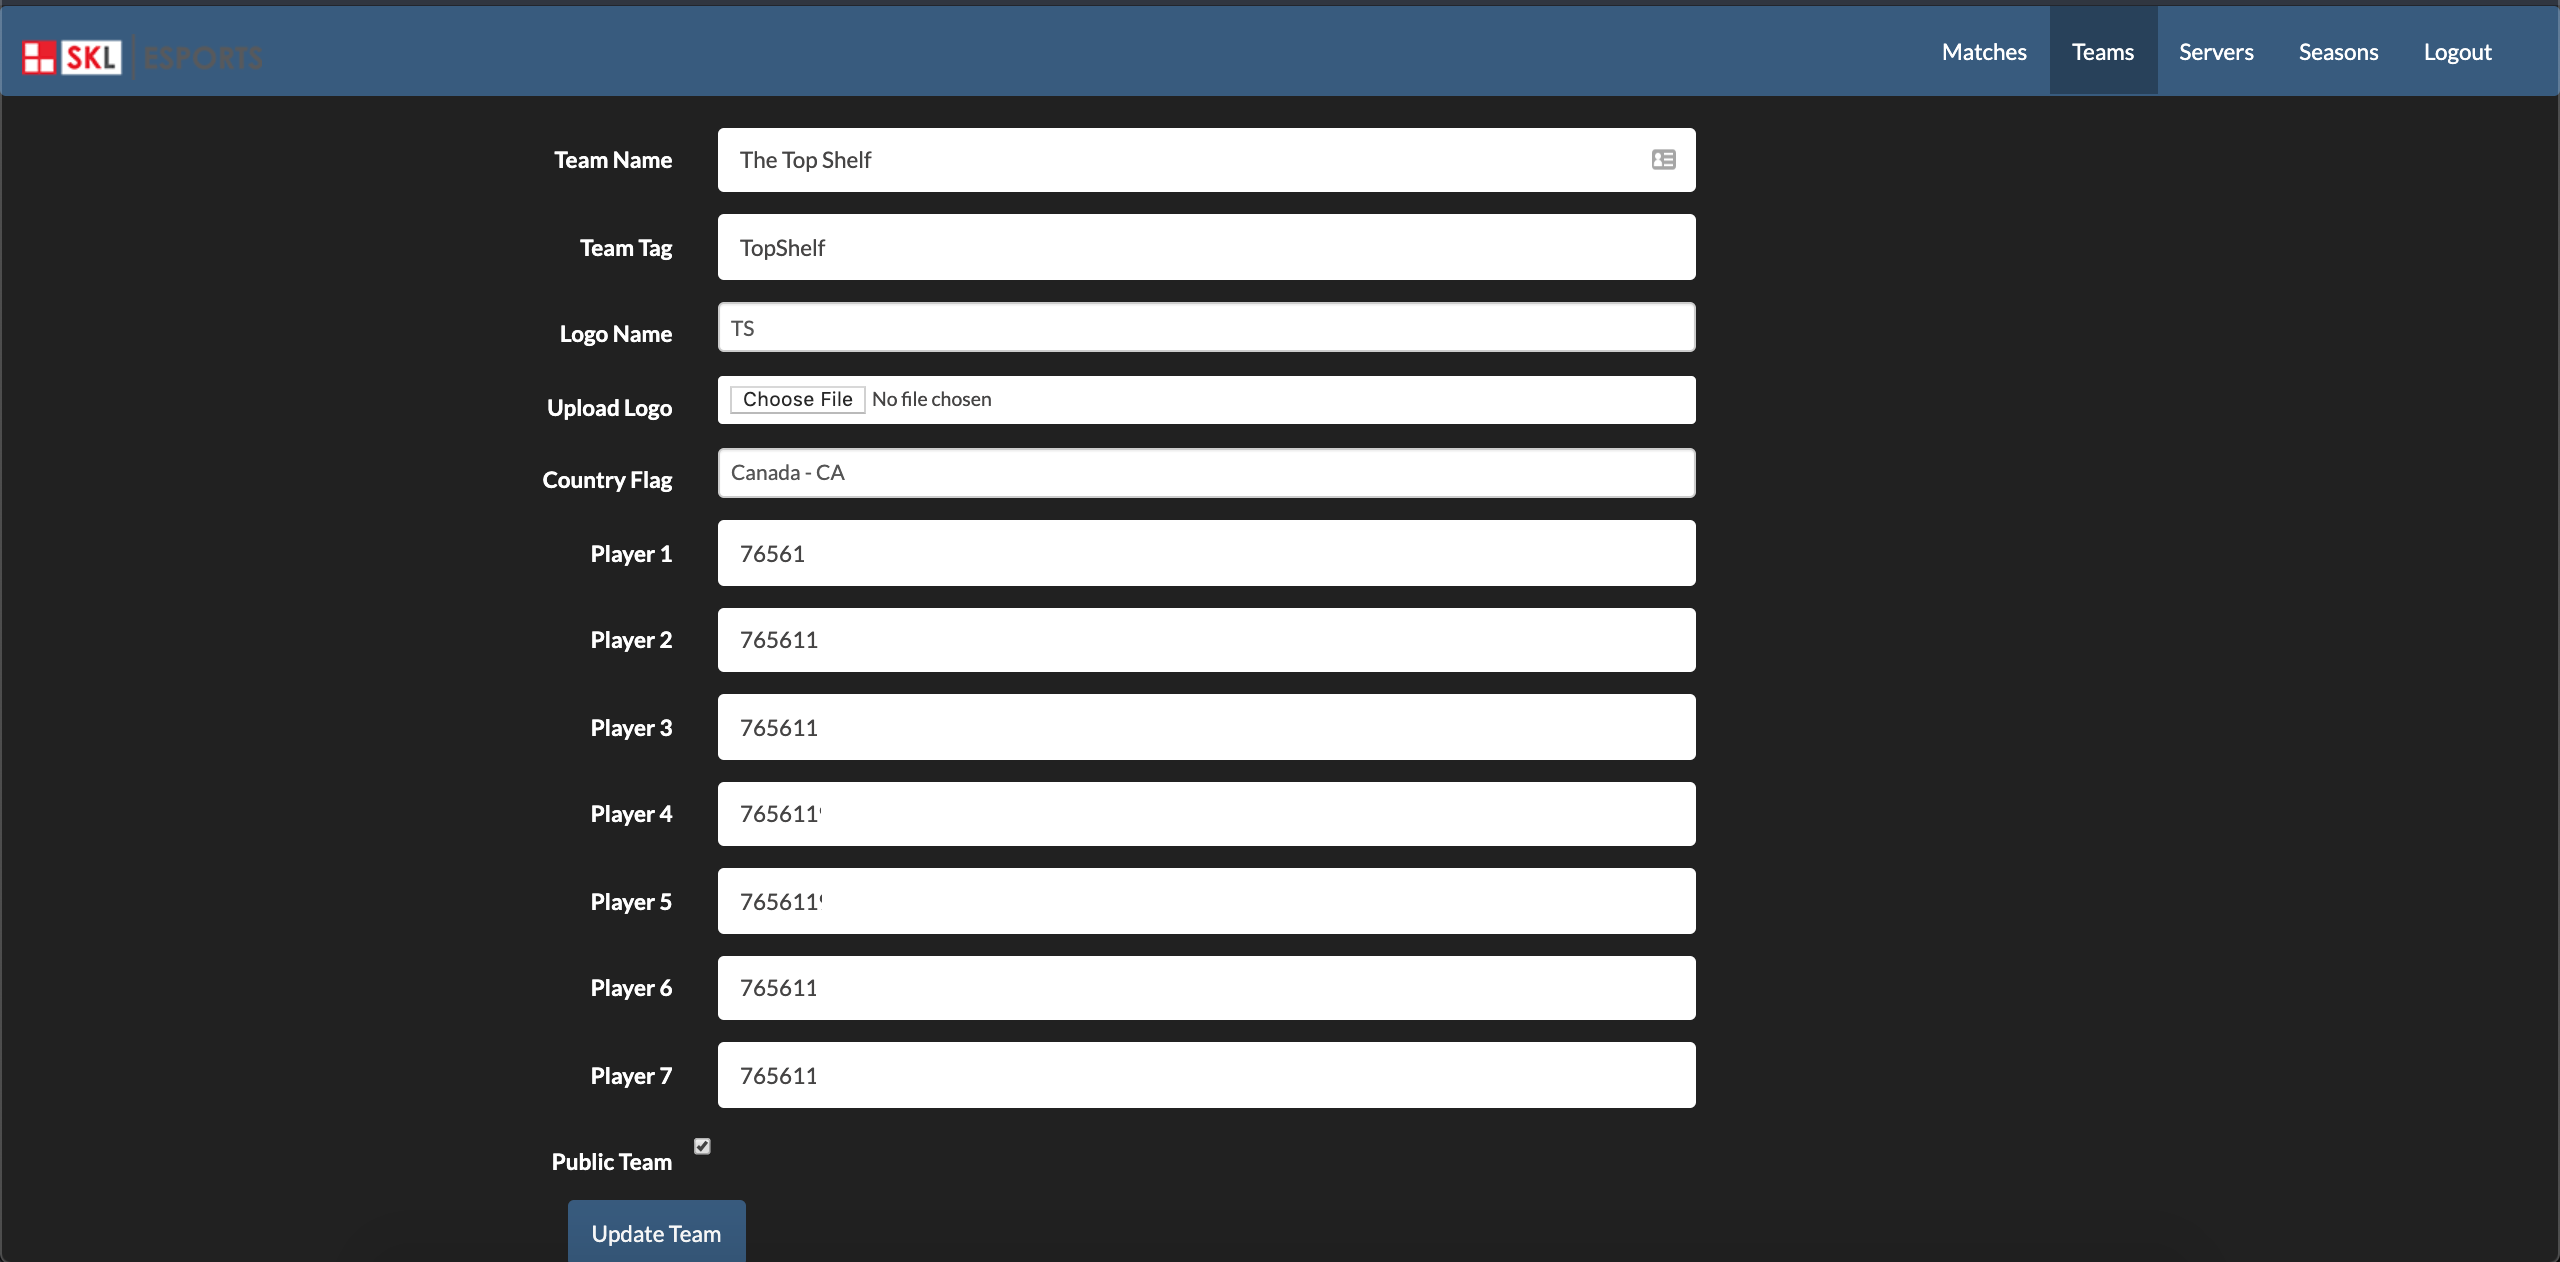 SKL ESPORTS
Matches Teams Servers Seasons Logout
Team Name The Top Shelf
Team Tag TopShelf
Logo Name TS
Upload Logo Choose File No file chosen
Country Flag Canada - CA
Player 1 76561
Player 2 765611
Player 3 765611
Player 4 765611
Player 5 765611
Player 6 765611
Player 7 765611
Public Team
Update Team